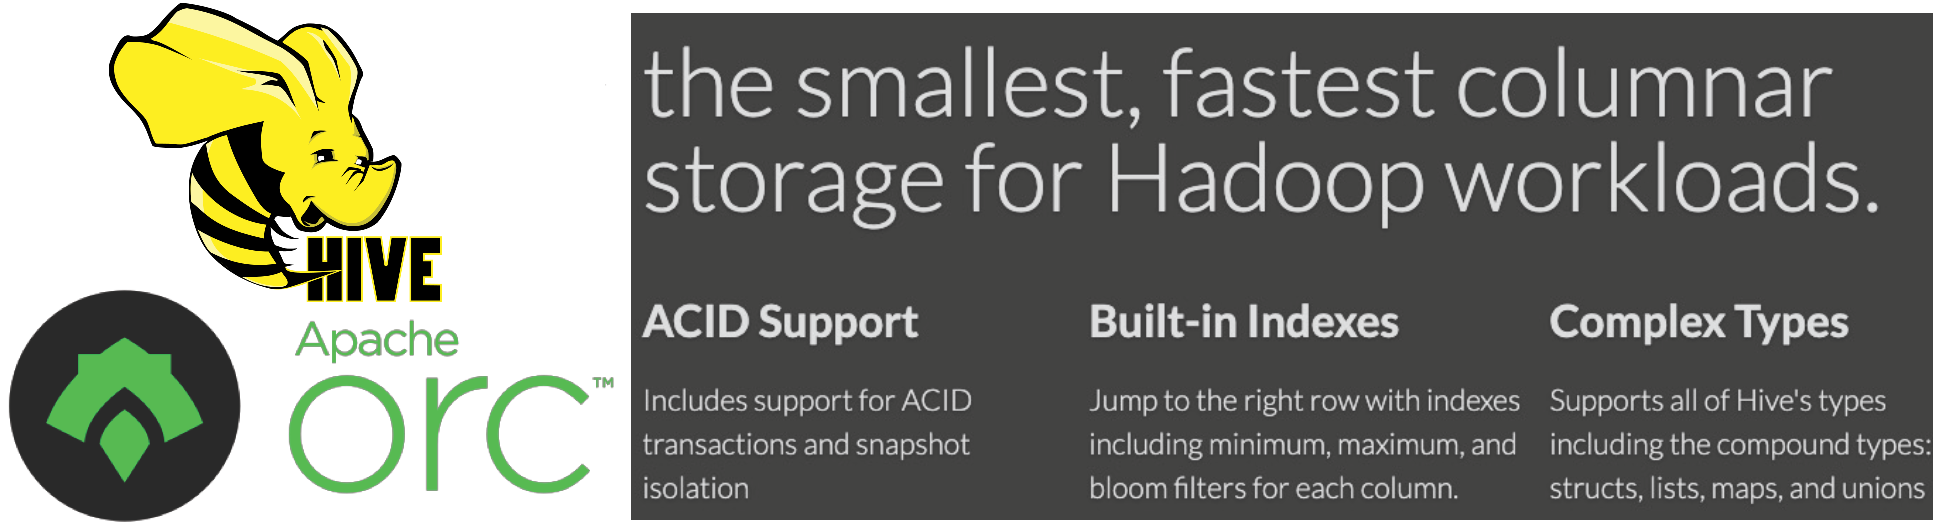 HIVE
Apache
orc™
the smallest, fastest columnar
storage for Hadoop workloads.
ACID Support
Includes support for ACID
transactions and snapshot
isolation
Built-in Indexes
Jump to the right row with indexes
including minimum, maximum, and
bloom filters for each column.
Complex Types
Supports all of Hive's types
including the compound types:
structs, lists, maps, and unions